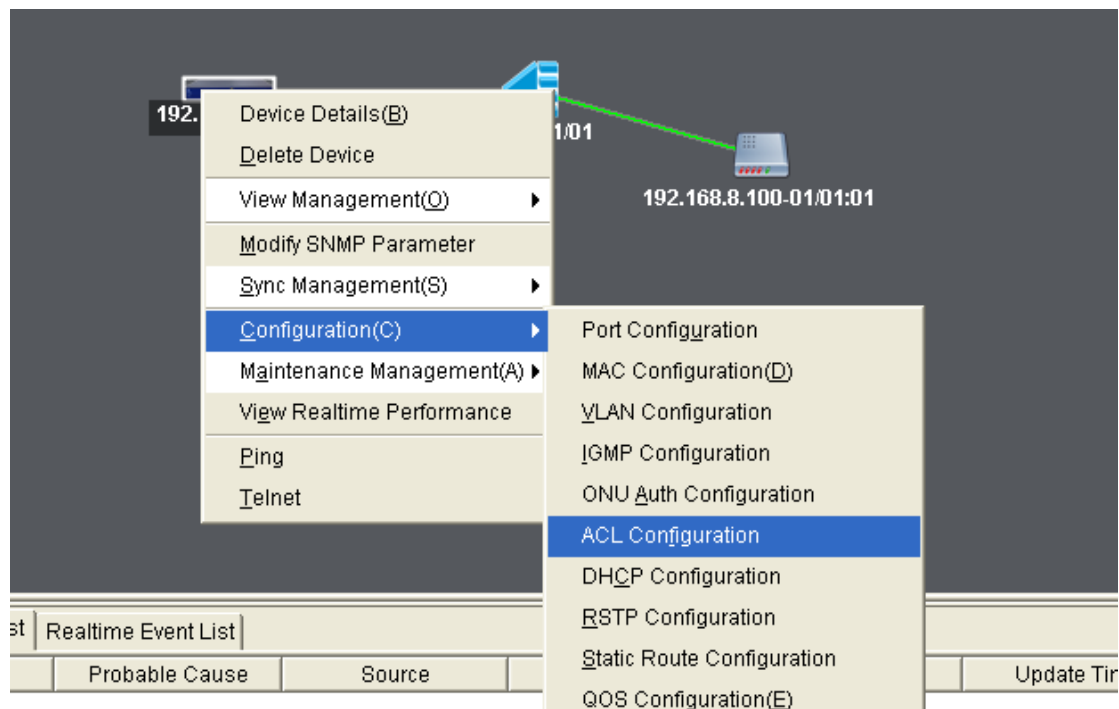 192.
1/01
192.168.8.100-01/01:01
Device Details(B)
Delete Device
View Management(O)
Modify SNMP Parameter
Sync Management(S)
Configuration(C)
Maintenance Management(A)
View Realtime Performance
Ping
Telnet
Port Configuration
MAC Configuration(D)
VLAN Configuration
IGMP Configuration
ONU Auth Configuration
ACL Configuration
DHCP Configuration
RSTP Configuration
Static Route Configuration
QOS Configuration(E)
st Realtime Event List
Probable Cause Source Update Tim